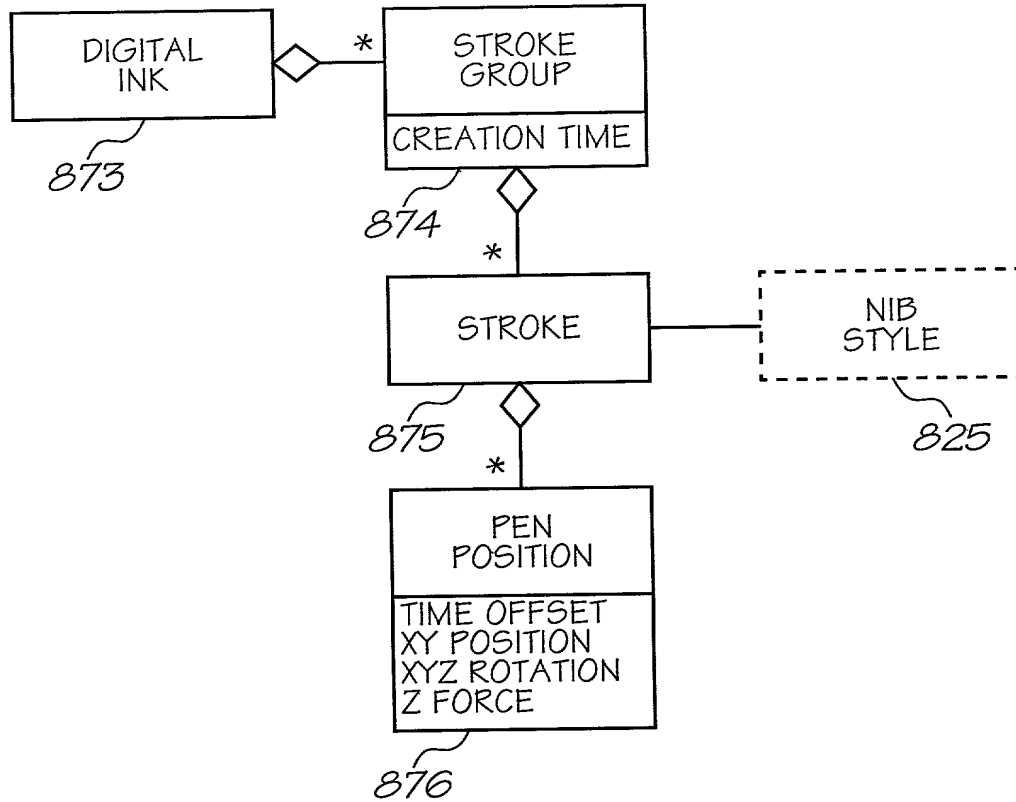 DIGITAL
INK
*
STROKE
GROUP
CREATION TIME
873
874
*
STROKE
NIB
STYLE
875
825
*
PEN
POSITION
TIME OFFSET
XY POSITION
XYZ ROTATION
Z FORCE
876